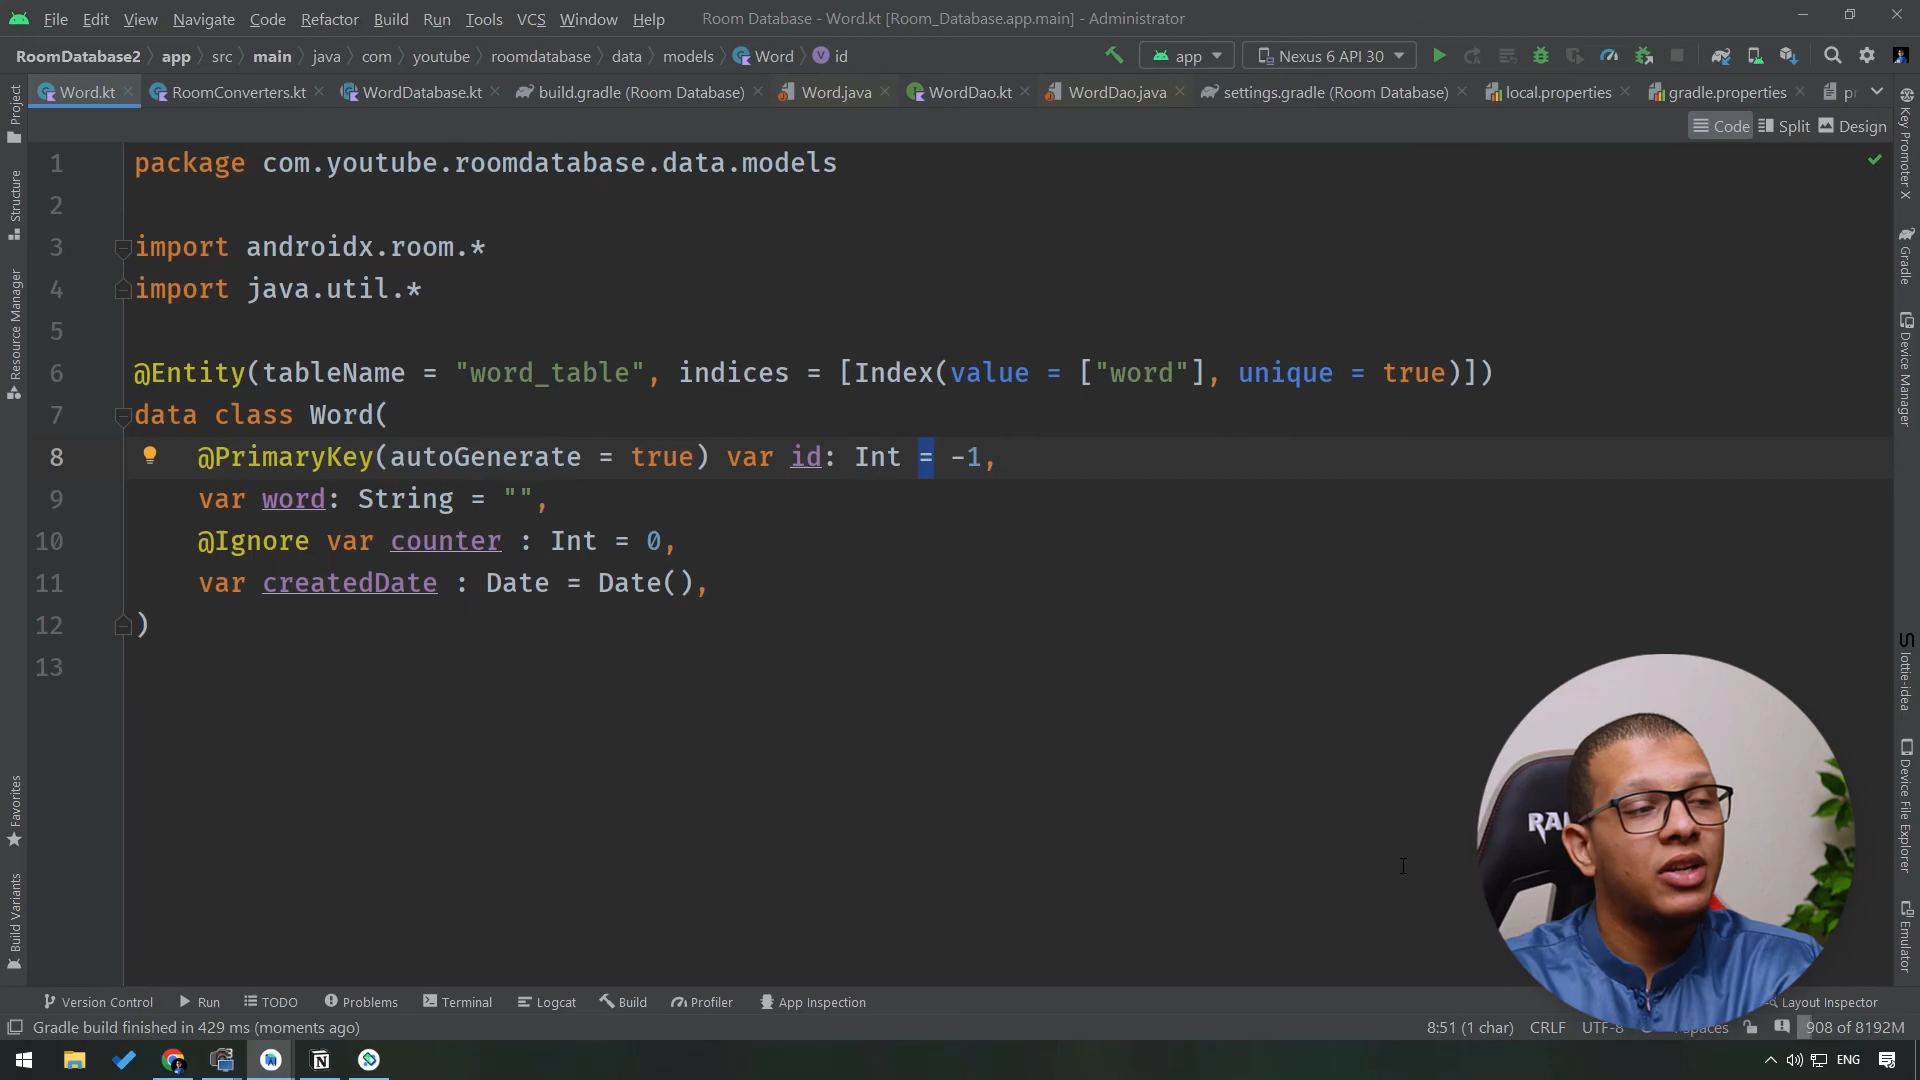 File Edit View Navigate Code Refactor Build Run Tools VCS Window Help Room Database - Word.kt [Room_Database.app.main] - Administrator
RoomDatabase2 app src main java com youtube roomdatabase data models Word id app Nexus 6 API 30
Word.kt RoomConverters.kt WordDatabase.kt build.gradle (Room Database) Word.java WordDao.kt WordDao.java settings.gradle (Room Database) local.properties gradle.properties pr
Code Split Design
Project
Structure
Resource Manager
Favorites
Build Variants
1 package com.youtube.roomdatabase.data.models
2
3 import androidx.room.*
4 import java.util.*
5
6 @Entity(tableName = "word_table", indices = [Index(value = ["word"], unique = true)])
7 data class Word(
8 @PrimaryKey(autoGenerate = true) var id: Int = -1,
9 var word: String = "",
10 @Ignore var counter : Int = 0,
11 var createdDate : Date = Date(),
12 )
13
Key Promoter X
Gradle
Device Manager
lottie-idea
Device File Explorer
Emulator
Version Control Run TODO Problems Terminal Logcat Build Profiler App Inspection Layout Inspector
Gradle build finished in 429 ms (moments ago) 8:51 (1 char) CRLF UTF-8 spaces 908 of 8192M
ENG